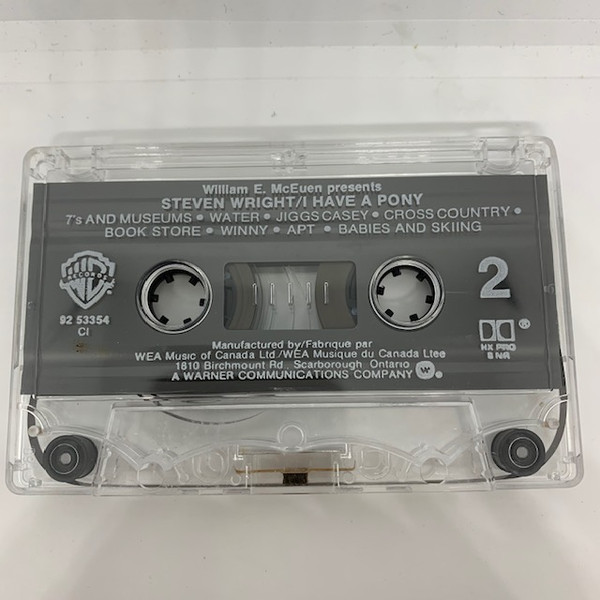 William E. McEuen presents
STEVEN WRIGHT/I HAVE A PONY
7's AND MUSEUMS • WATER • JIGGS CASEY • CROSS COUNTRY •
BOOK STORE • WINNY • APT • BABIES AND SKIING
WB
RECORDS
92 53354
CI
2
HX PRO
B NR
Manufactured by/Fabriqué par
WEA Music of Canada Ltd/WEA Musique du Canada Ltee
1810 Birchmount Rd, Scarborough, Ontario
A WARNER COMMUNICATIONS COMPANY